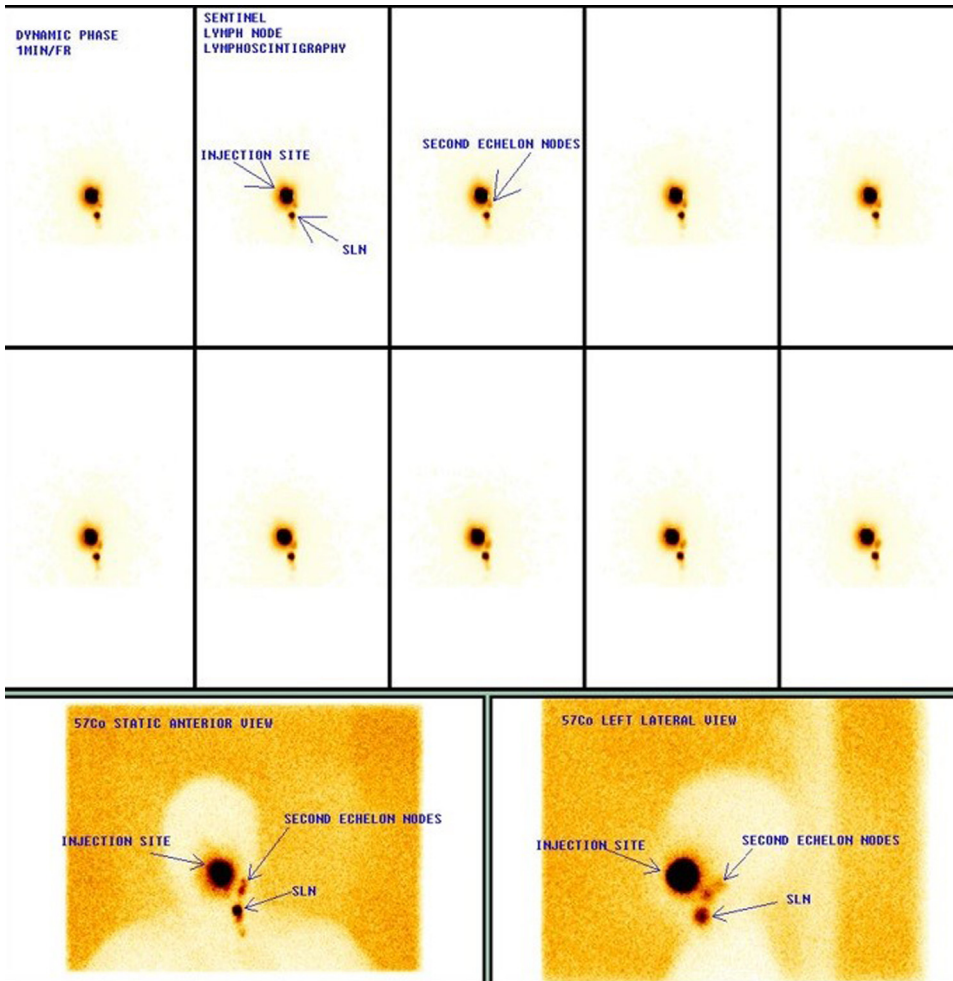 DYNAMIC PHASE
1MIN/FR
SENTINEL
LYMPH NODE
LYMPHOSCINTIGRAPHY
INJECTION SITE
SLN
SECOND ECHELON NODES
57Co STATIC ANTERIOR VIEW
SECOND ECHELON NODES
INJECTION SITE
SLN
57Co LEFT LATERAL VIEW
INJECTION SITE
SECOND ECHELON NODES
SLN